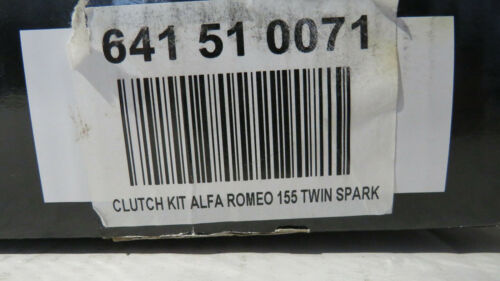 641 51 0071
CLUTCH KIT ALFA ROMEO 155 TWIN SPARK